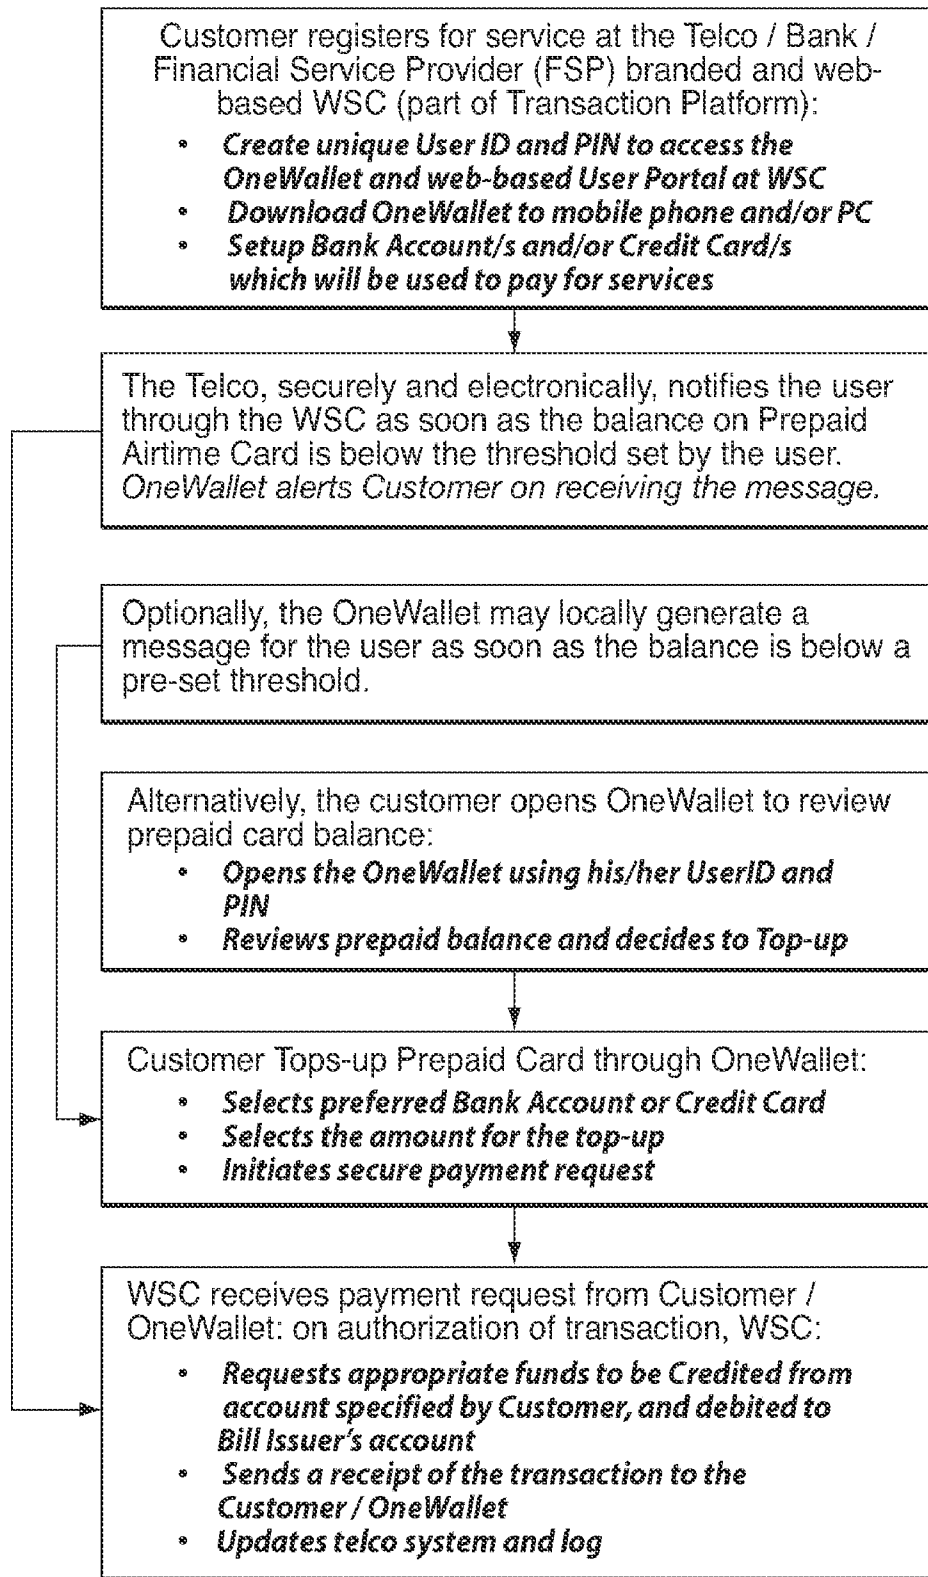 Customer registers for service at the Telco / Bank /
Financial Service Provider (FSP) branded and web-
based WSC (part of Transaction Platform):
• Create unique User ID and PIN to access the
OneWallet and web-based User Portal at WSC
• Download OneWallet to mobile phone and/or PC
• Setup Bank Account/s and/or Credit Card/s
which will be used to pay for services
The Telco, securely and electronically, notifies the user
through the WSC as soon as the balance on Prepaid
Airtime Card is below the threshold set by the user.
OneWallet alerts Customer on receiving the message.
Optionally, the OneWallet may locally generate a
message for the user as soon as the balance is below a
pre-set threshold.
Alternatively, the customer opens OneWallet to review
prepaid card balance:
• Opens the OneWallet using his/her UserID and
PIN
• Reviews prepaid balance and decides to Top-up
Customer Tops-up Prepaid Card through OneWallet:
• Selects preferred Bank Account or Credit Card
• Selects the amount for the top-up
• Initiates secure payment request
WSC receives payment request from Customer /
OneWallet: on authorization of transaction, WSC:
• Requests appropriate funds to be Credited from
account specified by Customer, and debited to
Bill Issuer's account
• Sends a receipt of the transaction to the
Customer / OneWallet
• Updates telco system and log